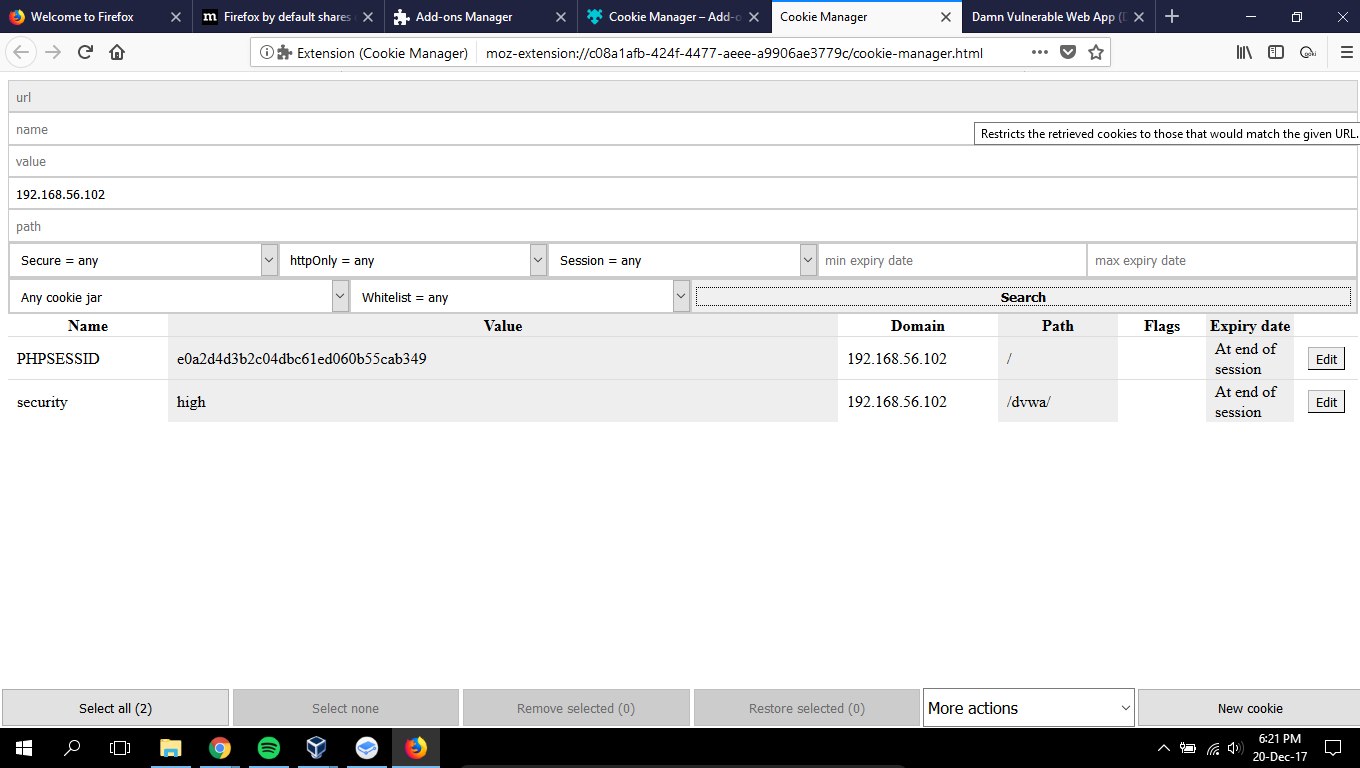 Welcome to Firefox
Firefox by default shares
Add-ons Manager
Cookie Manager – Add-o
Cookie Manager
Damn Vulnerable Web App (
Extension (Cookie Manager) moz-extension://c08a1afb-424f-4477-aeee-a9906ae3779c/cookie-manager.html
url
name
Restricts the retrieved cookies to those that would match the given URL.
value
192.168.56.102
path
Secure = any httpOnly = any Session = any min expiry date max expiry date
Any cookie jar Whitelist = any Search
Name Value Domain Path Flags Expiry date
PHPSESSID e0a2d4d3b2c04dbc61ed060b55cab349 192.168.56.102 / At end of session Edit
security high 192.168.56.102 /dvwa/ At end of session Edit
Select all (2) Select none Remove selected (0) Restore selected (0) More actions New cookie
6:21 PM
20-Dec-17